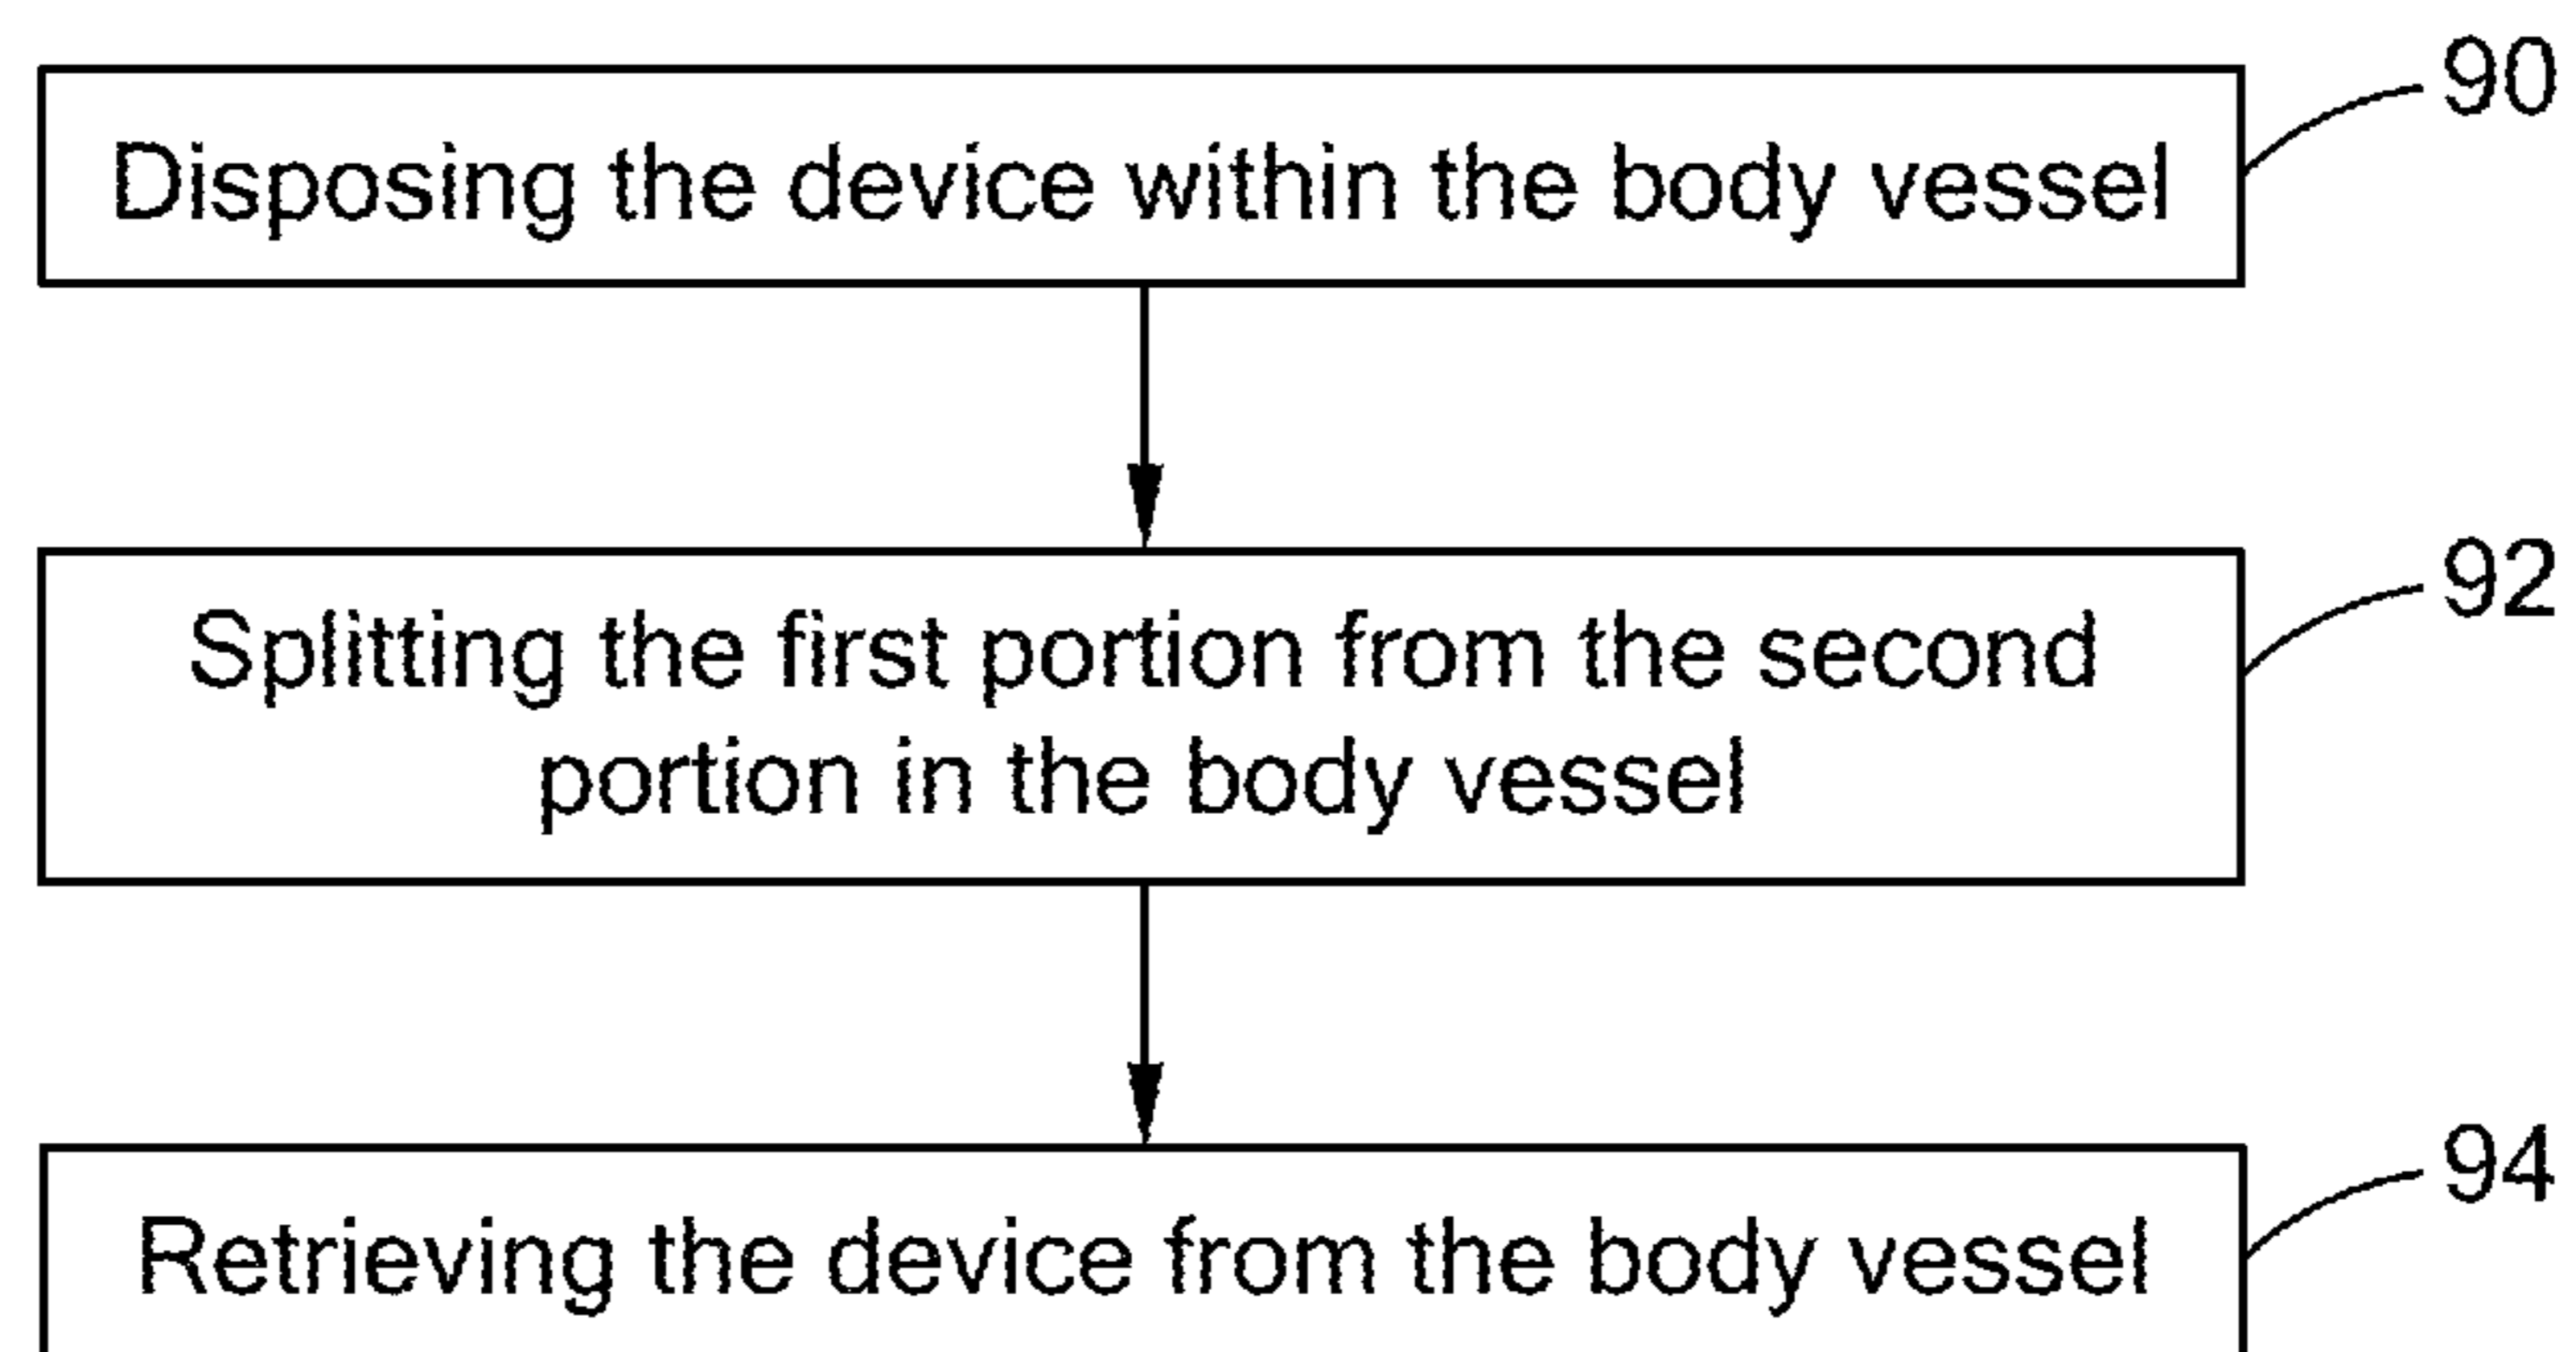 90
Disposing the device within the body vessel
92
Splitting the first portion from the second
portion in the body vessel
94
Retrieving the device from the body vessel